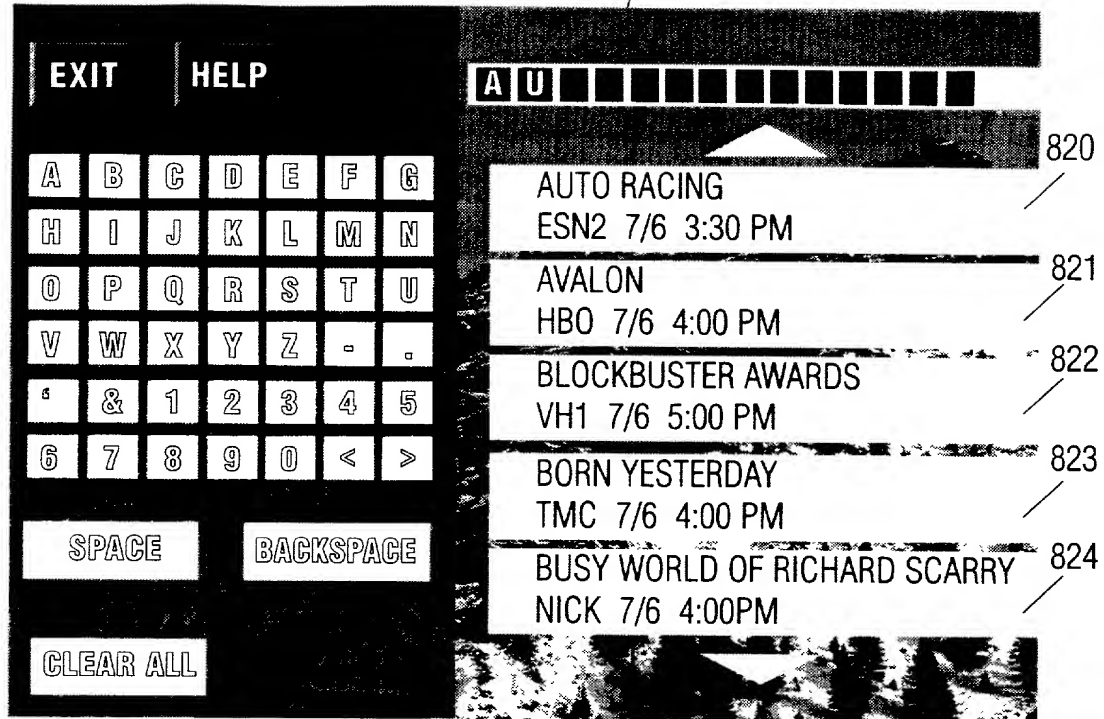 EXIT HELP
A B C D E F G
H I J K L M N
O P Q R S T U
V W X Y Z - .
‘ & 1 2 3 4 5
6 7 8 9 0 < >
SPACE BACKSPACE
CLEAR ALL
A U
AUTO RACING
ESN2 7/6 3:30 PM
820
AVALON
HBO 7/6 4:00 PM
821
BLOCKBUSTER AWARDS
VH1 7/6 5:00 PM
822
BORN YESTERDAY
TMC 7/6 4:00 PM
823
BUSY WORLD OF RICHARD SCARRY
NICK 7/6 4:00PM
824